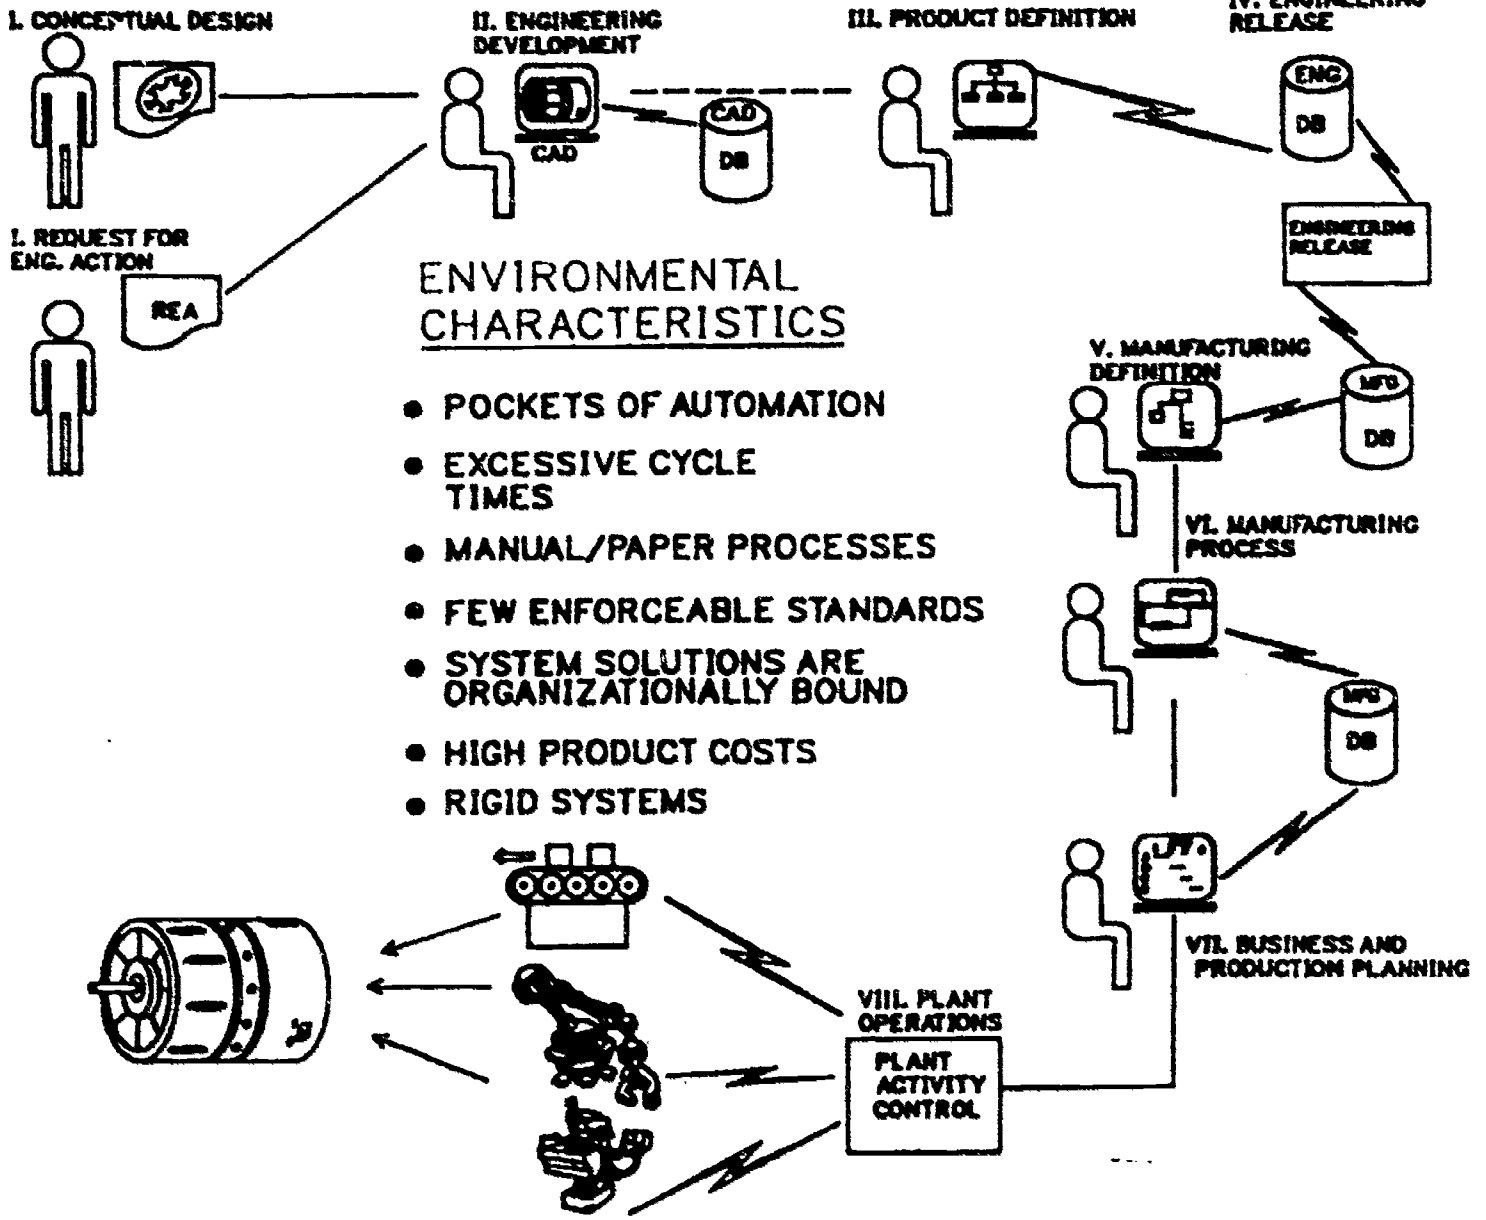 I. CONCEPTUAL DESIGN
II. ENGINEERING
DEVELOPMENT
III. PRODUCT DEFINITION
IV. ENGINEERING
RELEASE
CAD
CAD
DB
ENG
DB
ENGINEERING
RELEASE
I. REQUEST FOR
ENG. ACTION
REA
ENVIRONMENTAL
CHARACTERISTICS
• POCKETS OF AUTOMATION
• EXCESSIVE CYCLE
TIMES
• MANUAL/PAPER PROCESSES
• FEW ENFORCEABLE STANDARDS
• SYSTEM SOLUTIONS ARE
ORGANIZATIONALLY BOUND
• HIGH PRODUCT COSTS
• RIGID SYSTEMS
V. MANUFACTURING
DEFINITION
MFG
DB
VI. MANUFACTURING
PROCESS
MFG
DB
VII. BUSINESS AND
PRODUCTION PLANNING
VIII. PLANT
OPERATIONS
PLANT
ACTIVITY
CONTROL